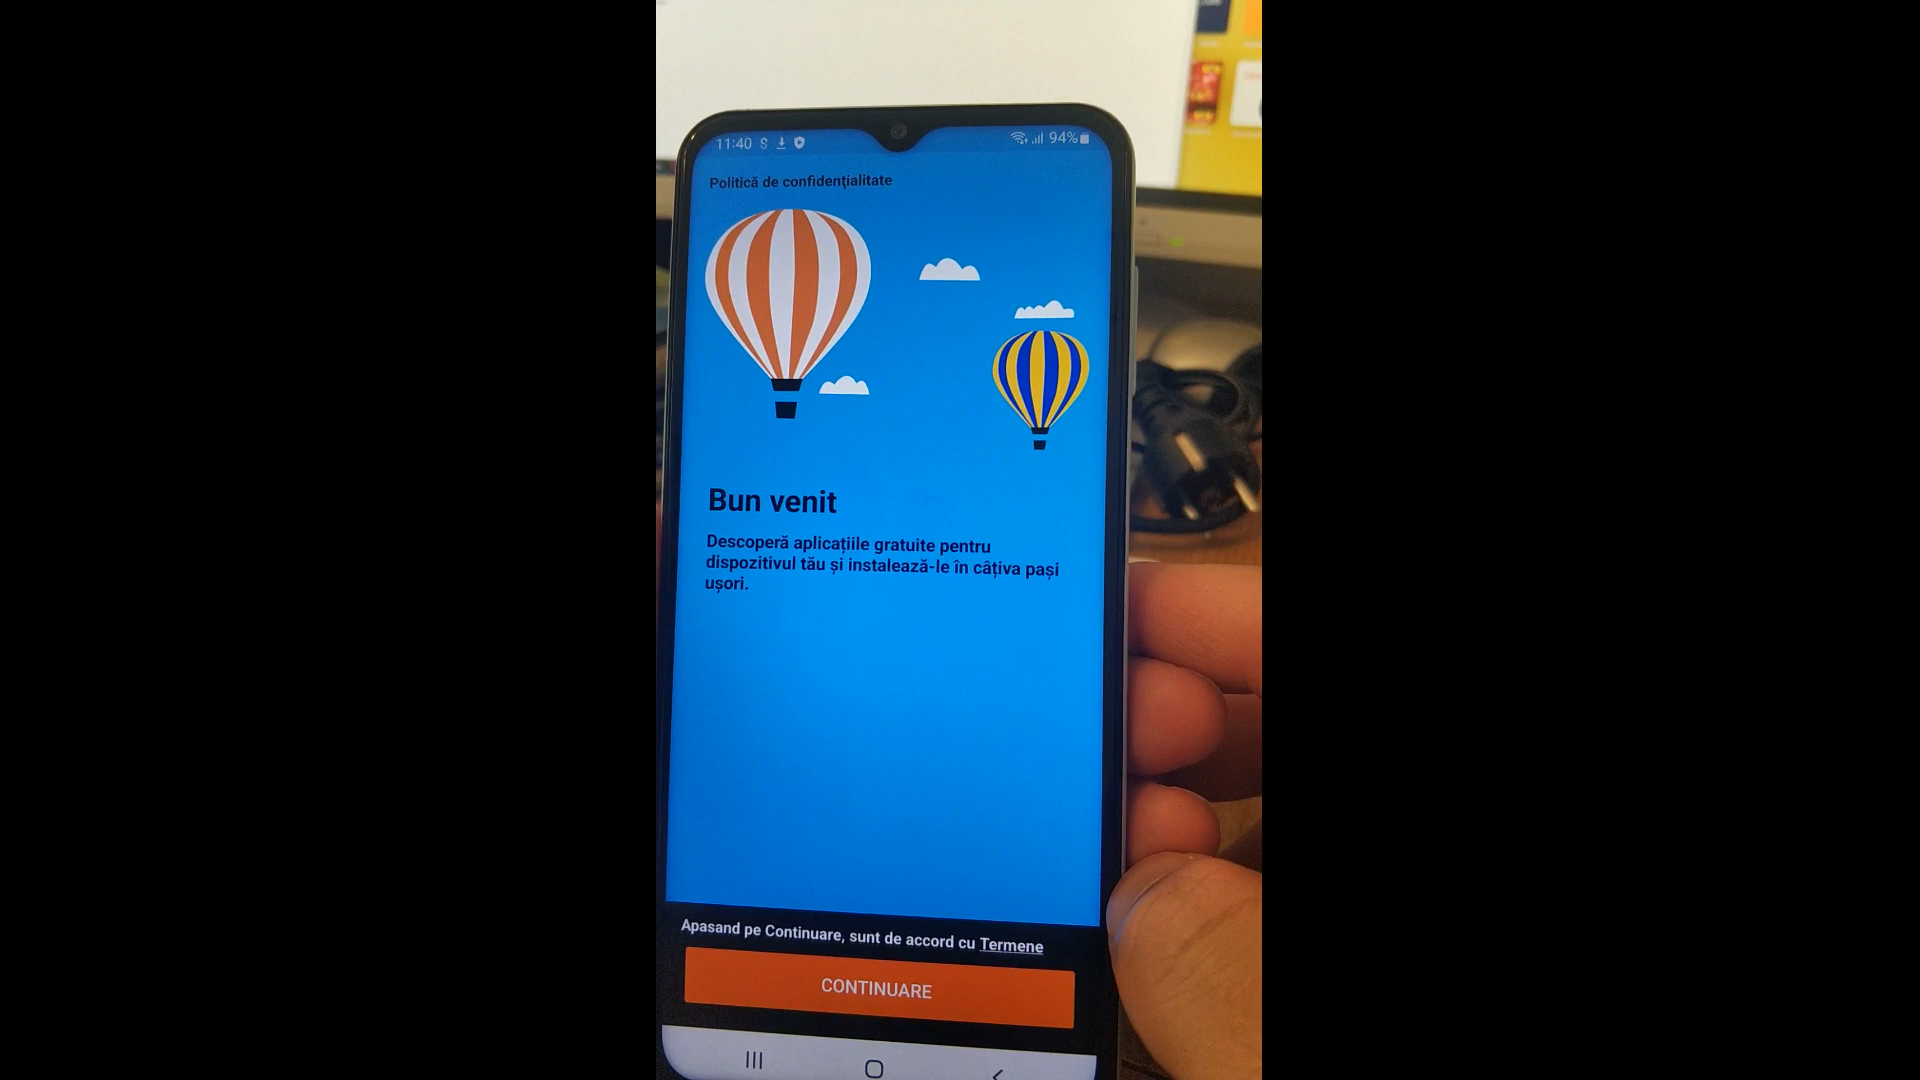 11:40
94%
Politică de confidenţialitate
Bun venit
Descoperă aplicațiile gratuite pentru
dispozitivul tău și instalează-le în câțiva pași
ușori.
Apasand pe Continuare, sunt de accord cu Termene
CONTINUARE